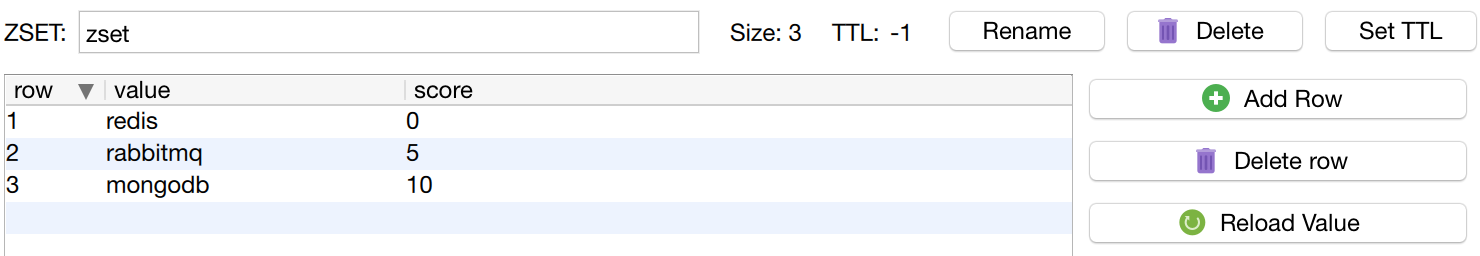 ZSET: zset Size: 3 TTL: -1 Rename Delete Set TTL
row value score
1 redis 0
2 rabbitmq 5
3 mongodb 10
Add Row
Delete row
Reload Value